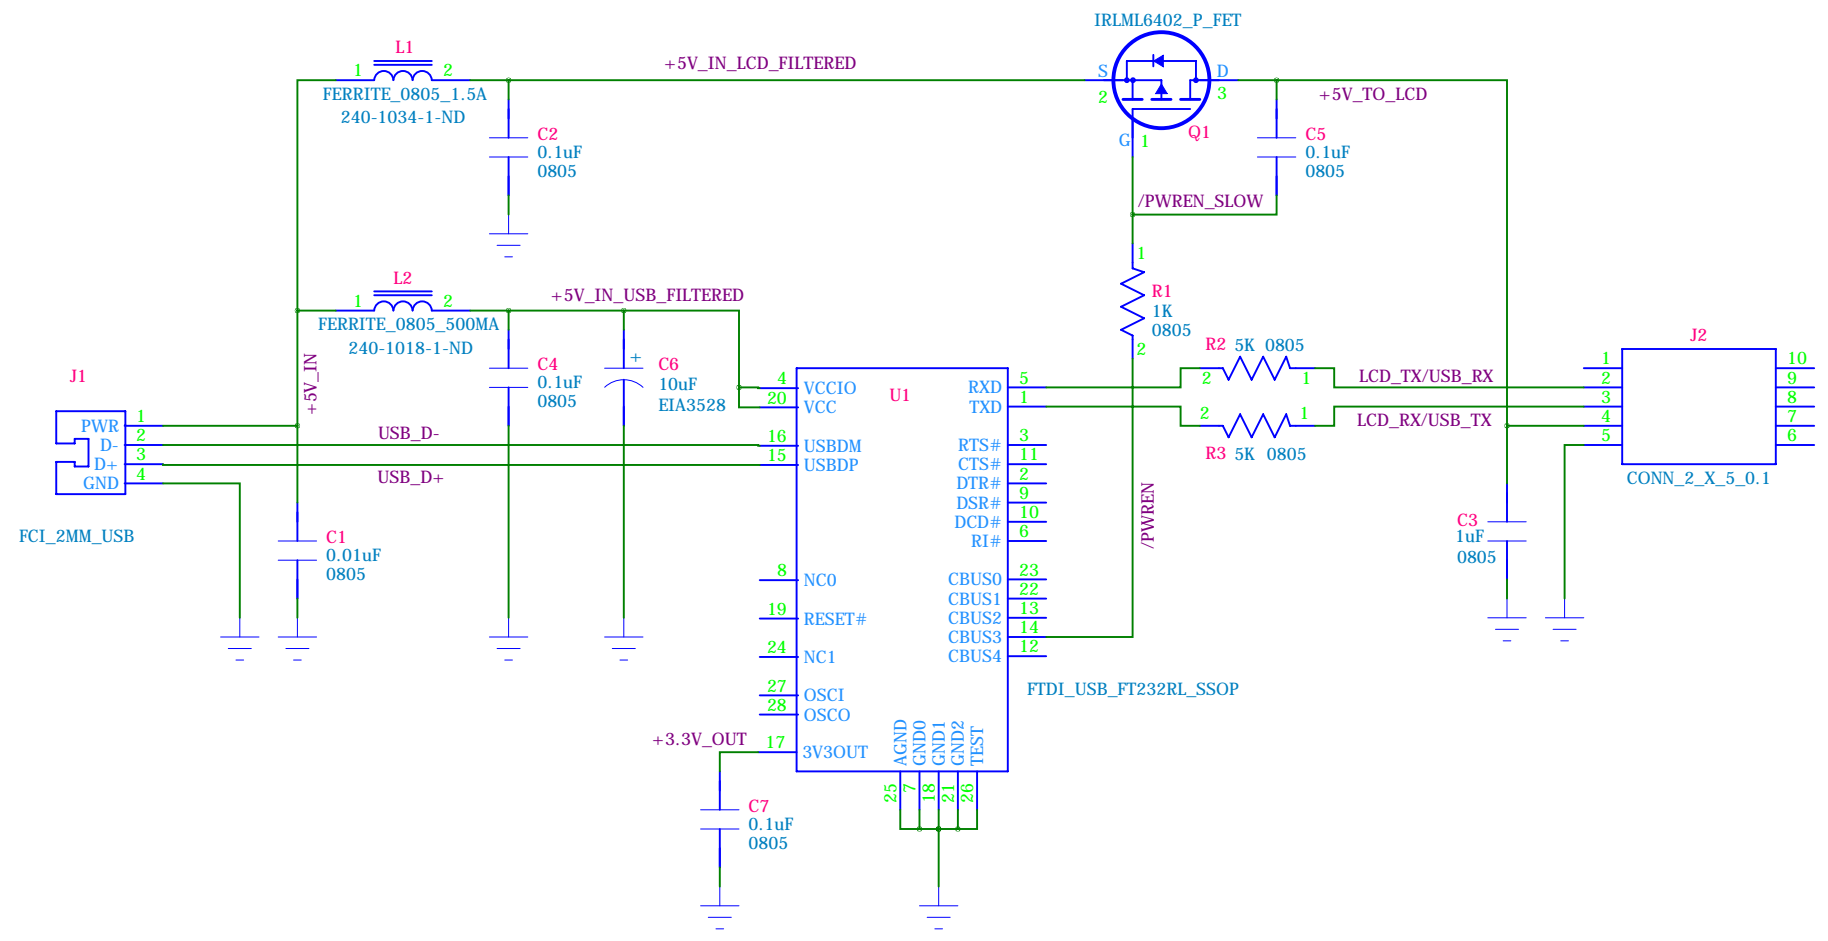 IRLML6402_P_FET
L1
1 2
FERRITE_0805_1.5A
240-1034-1-ND
+5V_IN_LCD_FILTERED
S D
2 3
G 1
Q1
+5V_TO_LCD
C2
0.1uF
0805
C5
0.1uF
0805
/PWREN_SLOW
L2
1 2
FERRITE_0805_500MA
240-1018-1-ND
+5V_IN_USB_FILTERED
1
R1
1K
0805
2
+5V_IN
C4
0.1uF
0805
+
C6
10uF
EIA3528
J1
PWR 1
D- 2
D+ 3
GND 4
FCI_2MM_USB
USB_D-
USB_D+
C1
0.01uF
0805
U1
4 VCCIO
20 VCC
16 USBDM
15 USBDP
8 NC0
19 RESET#
24 NC1
27 OSCI
28 OSCO
17 3V3OUT
+3.3V_OUT
RXD 5
TXD 1
RTS# 3
CTS# 11
DTR# 2
DSR# 9
DCD# 10
RI# 6
CBUS0 23
CBUS1 22
CBUS2 13
CBUS3 14
CBUS4 12
AGND
GND0
GND1
GND2
TEST
25
7
18
21
26
FTDI_USB_FT232RL_SSOP
/PWREN
R2 5K 0805
2 1
2 1
R3 5K 0805
LCD_TX/USB_RX
LCD_RX/USB_TX
J2
1 10
2 9
3 8
4 7
5 6
CONN_2_X_5_0.1
C3
1uF
0805
C7
0.1uF
0805